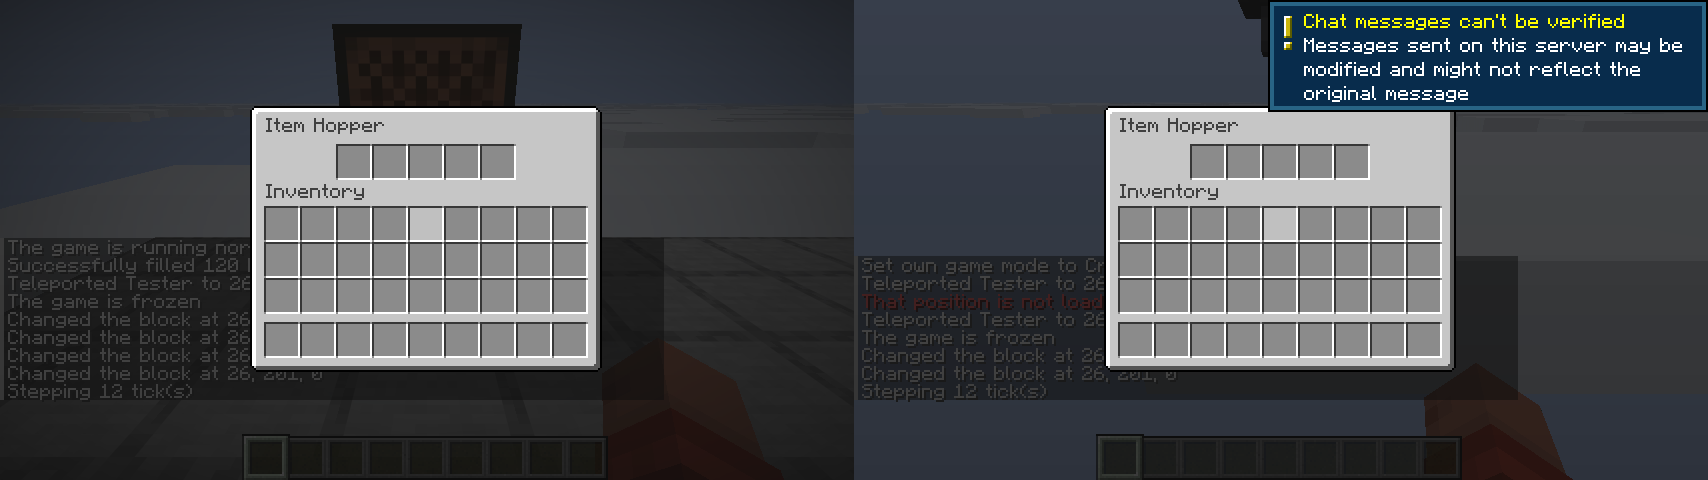 Item Hopper
Inventory
The game is running nor
Successfully filled 120
Teleported Tester to 26
The game is frozen
Changed the block at 26
Changed the block at 26
Changed the block at 26
Changed the block at 26, 201, 0
Stepping 12 tick(s)
Chat messages can't be verified
Messages sent on this server may be
modified and might not reflect the
original message
Item Hopper
Inventory
Set own game mode to Cr
Teleported Tester to 26
That position is not load
Teleported Tester to 26
The game is frozen
Changed the block at 26
Changed the block at 26, 201, 0
Stepping 12 tick(s)